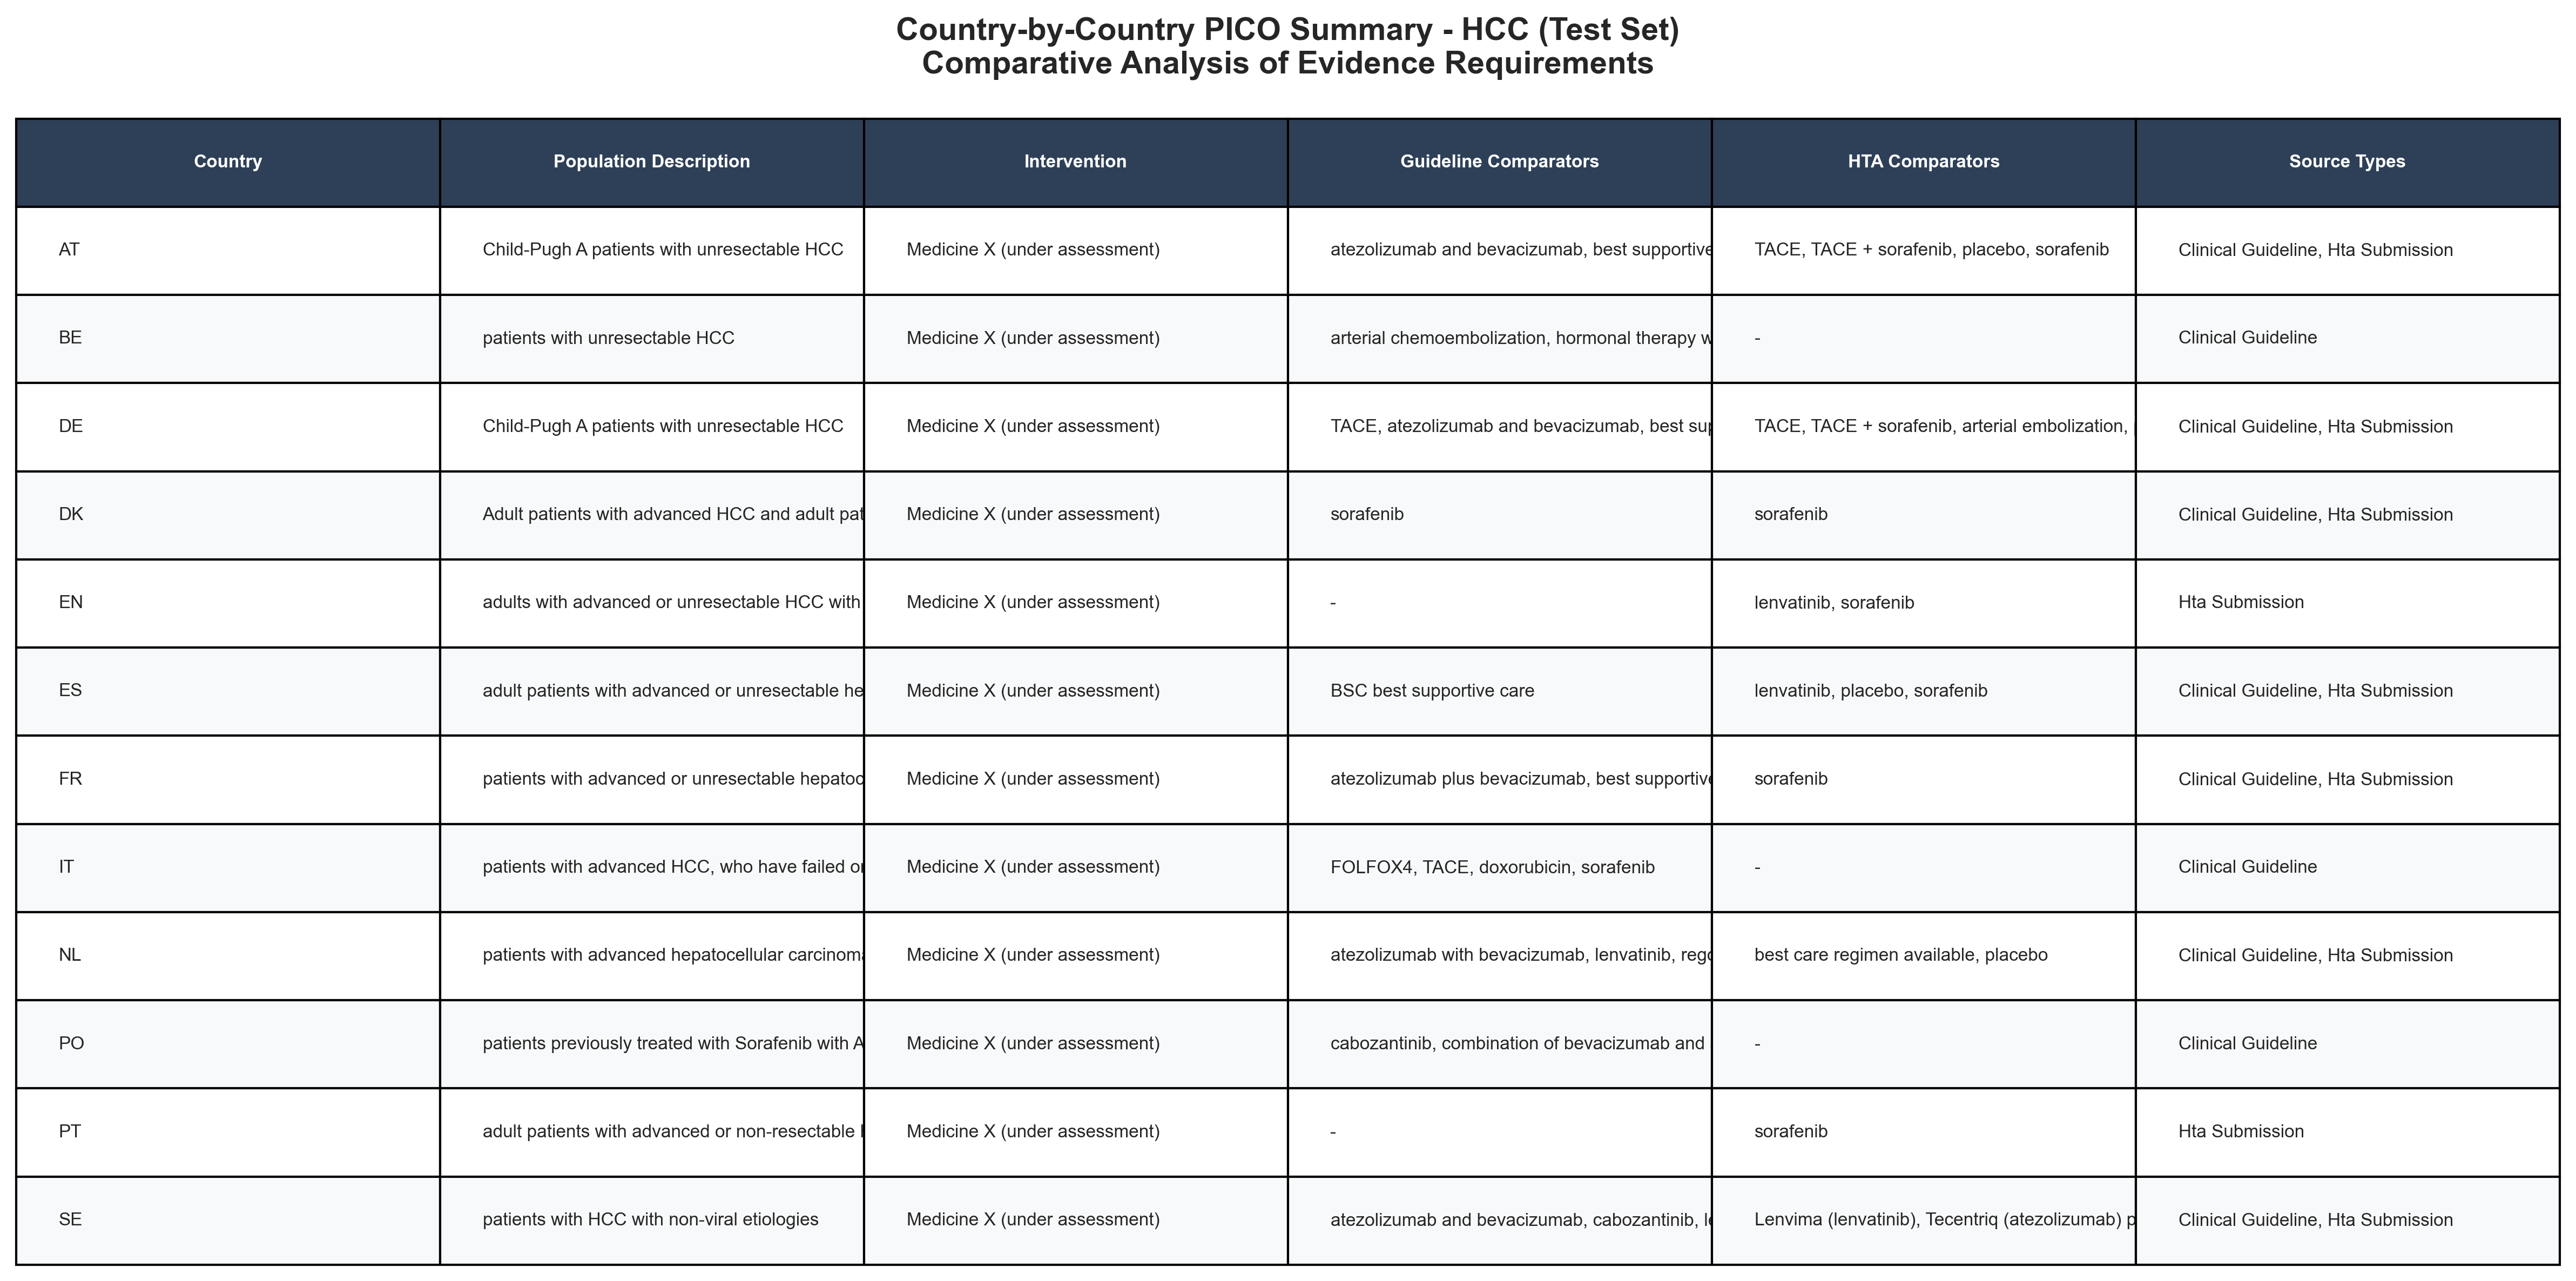 Country-by-Country PICO Summary - HCC (Test Set)
Comparative Analysis of Evidence Requirements
Country Population Description Intervention Guideline Comparators HTA Comparators Source Types
AT Child-Pugh A patients with unresectable HCC Medicine X (under assessment) atezolizumab and bevacizumab, best supportive TACE, TACE + sorafenib, placebo, sorafenib Clinical Guideline, Hta Submission
BE patients with unresectable HCC Medicine X (under assessment) arterial chemoembolization, hormonal therapy w - Clinical Guideline
DE Child-Pugh A patients with unresectable HCC Medicine X (under assessment) TACE, atezolizumab and bevacizumab, best sup TACE, TACE + sorafenib, arterial embolization, Clinical Guideline, Hta Submission
DK Adult patients with advanced HCC and adult pat Medicine X (under assessment) sorafenib sorafenib Clinical Guideline, Hta Submission
EN adults with advanced or unresectable HCC with Medicine X (under assessment) - lenvatinib, sorafenib Hta Submission
ES adult patients with advanced or unresectable he Medicine X (under assessment) BSC best supportive care lenvatinib, placebo, sorafenib Clinical Guideline, Hta Submission
FR patients with advanced or unresectable hepatoc Medicine X (under assessment) atezolizumab plus bevacizumab, best supportive sorafenib Clinical Guideline, Hta Submission
IT patients with advanced HCC, who have failed or Medicine X (under assessment) FOLFOX4, TACE, doxorubicin, sorafenib - Clinical Guideline
NL patients with advanced hepatocellular carcinoma Medicine X (under assessment) atezolizumab with bevacizumab, lenvatinib, rego best care regimen available, placebo Clinical Guideline, Hta Submission
PO patients previously treated with Sorafenib with A Medicine X (under assessment) cabozantinib, combination of bevacizumab and - Clinical Guideline
PT adult patients with advanced or non-resectable Medicine X (under assessment) - sorafenib Hta Submission
SE patients with HCC with non-viral etiologies Medicine X (under assessment) atezolizumab and bevacizumab, cabozantinib, le Lenvima (lenvatinib), Tecentriq (atezolizumab) p Clinical Guideline, Hta Submission